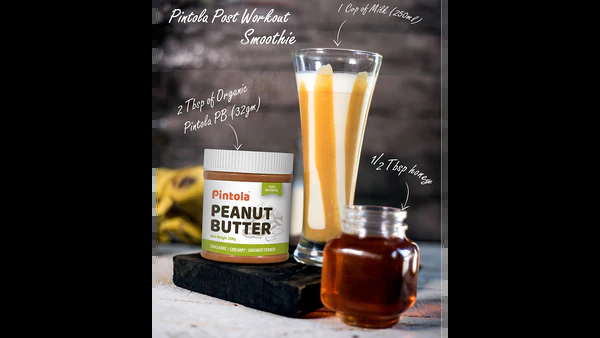 Pintola Post Workout
Smoothie
1 Cup of Milk (250ml)
2 Tbsp of Organic
Pintola PB (32gm)
1/2 Tbsp honey
Pintola
PEANUT
BUTTER
ORGANIC | CREAMY | UNSWEETENED